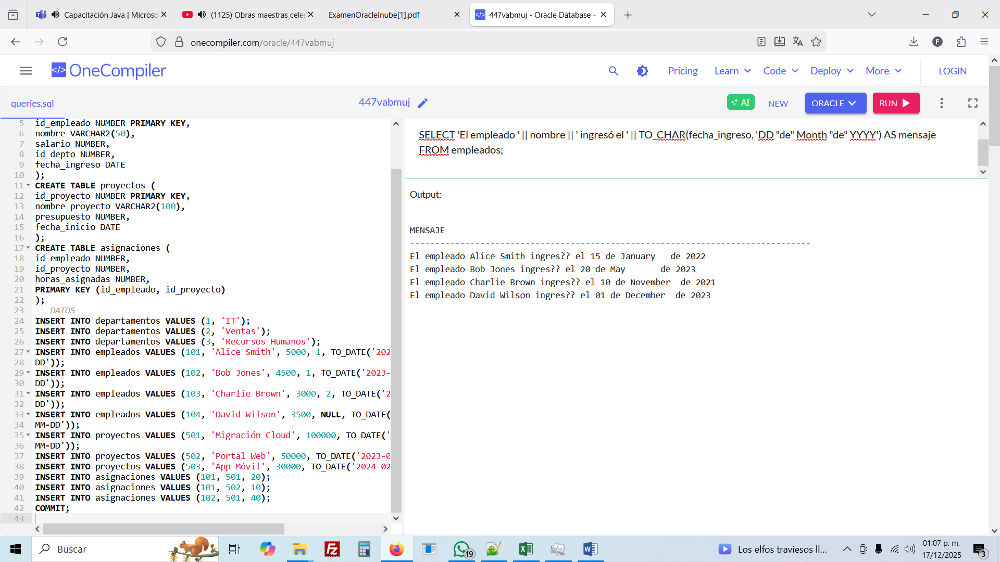 Capacitación Java | Microso
(1125) Obras maestras celes
ExamenOracleInube[1].pdf
447vabmuj - Oracle Database -
onecompiler.com/oracle/447vabmuj
F
</> OneCompiler
Pricing
Learn
Code
Deploy
More
LOGIN
queries.sql
447vabmuj
AI
NEW
ORACLE
RUN
5 id_empleado NUMBER PRIMARY KEY,
6 nombre VARCHAR2(50),
7 salario NUMBER,
8 id_depto NUMBER,
9 fecha_ingreso DATE
10 );
11 CREATE TABLE proyectos (
12 id_proyecto NUMBER PRIMARY KEY,
13 nombre_proyecto VARCHAR2(100),
14 presupuesto NUMBER,
15 fecha_inicio DATE
16 );
17 CREATE TABLE asignaciones (
18 id_empleado NUMBER,
19 id_proyecto NUMBER,
20 horas_asignadas NUMBER,
21 PRIMARY KEY (id_empleado, id_proyecto)
22 );
23 -- DATOS
24 INSERT INTO departamentos VALUES (1, 'IT');
25 INSERT INTO departamentos VALUES (2, 'Ventas');
26 INSERT INTO departamentos VALUES (3, 'Recursos Humanos');
27 INSERT INTO empleados VALUES (101, 'Alice Smith', 5000, 1, TO_DATE('202
28 DD'));
29 INSERT INTO empleados VALUES (102, 'Bob Jones', 4500, 1, TO_DATE('2023-
30 DD'));
31 INSERT INTO empleados VALUES (103, 'Charlie Brown', 3000, 2, TO_DATE('2
32 DD'));
33 INSERT INTO empleados VALUES (104, 'David Wilson', 3500, NULL, TO_DATE(
34 MM-DD'));
35 INSERT INTO proyectos VALUES (501, 'Migración Cloud', 100000, TO_DATE('
36 MM-DD'));
37 INSERT INTO proyectos VALUES (502, 'Portal Web', 50000, TO_DATE('2023-0
38 INSERT INTO proyectos VALUES (503, 'App Móvil', 30000, TO_DATE('2024-02
39 INSERT INTO asignaciones VALUES (101, 501, 20);
40 INSERT INTO asignaciones VALUES (101, 502, 10);
41 INSERT INTO asignaciones VALUES (102, 501, 40);
42 COMMIT;
43
SELECT 'El empleado ' || nombre || ' ingresó el ' || TO_CHAR(fecha_ingreso, 'DD "de" Month "de" YYYY') AS mensaje
FROM empleados;
Output:
MENSAJE
--------------------------------------------------------------------------------
El empleado Alice Smith ingres?? el 15 de January   de 2022
El empleado Bob Jones ingres?? el 20 de May       de 2023
El empleado Charlie Brown ingres?? el 10 de November  de 2021
El empleado David Wilson ingres?? el 01 de December  de 2023
Buscar
19
Los elfos traviesos ll...
01:07 p. m.
17/12/2025
3